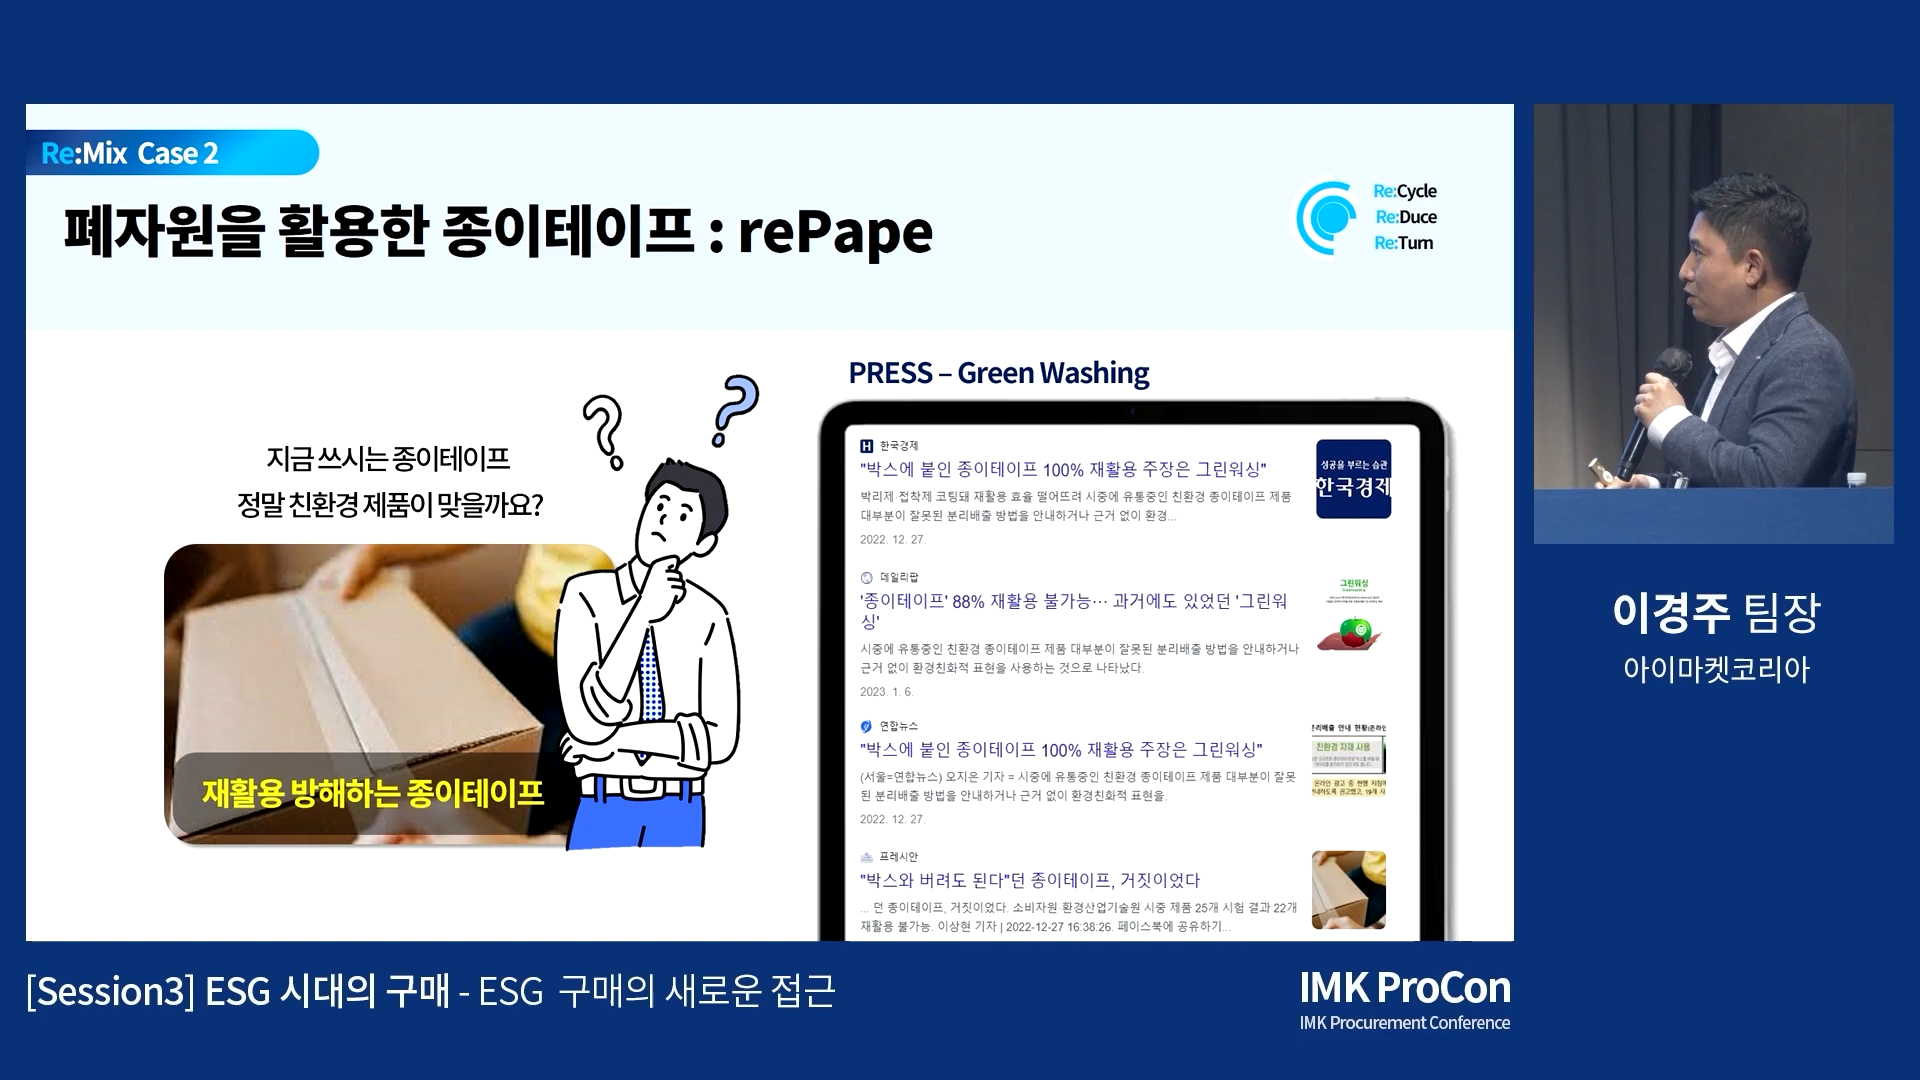 Re:Mix Case 2
폐자원을 활용한 종이테이프 : rePape
Re:Cycle
Re:Duce
Re:Turn
지금 쓰시는 종이테이프
정말 친환경 제품이 맞을까요?
재활용 방해하는 종이테이프
PRESS – Green Washing
한국경제
"박스에 붙인 종이테이프 100% 재활용 주장은 그린워싱"
박리제 접착제 코팅돼 재활용 효율 떨어뜨려 시중에 유통중인 친환경 종이테이프 제품
대부분이 잘못된 분리배출 방법을 안내하거나 근거 없이 환경...
2022. 12. 27.
성공을 부르는 습관
한국경제
데일리팝
'종이테이프' 88% 재활용 불가능… 과거에도 있었던 '그린워
싱'
시중에 유통중인 친환경 종이테이프 제품 대부분이 잘못된 분리배출 방법을 안내하거나
근거 없이 환경친화적 표현을 사용하는 것으로 나타났다.
2023. 1. 6.
그린워싱
연합뉴스
"박스에 붙인 종이테이프 100% 재활용 주장은 그린워싱"
(서울=연합뉴스) 오지은 기자 = 시중에 유통중인 친환경 종이테이프 제품 대부분이 잘못
된 분리배출 방법을 안내하거나 근거 없이 환경친화적 표현을.
2022. 12. 27.
친환경 자재 사용
프레시안
"박스와 버려도 된다"던 종이테이프, 거짓이었다
... 던 종이테이프, 거짓이었다. 소비자원·환경산업기술원 시중 제품 25개 시험 결과 22개
재활용 불가능. 이상현 기자 | 2022-12-27 16:38:26. 페이스북에 공유하기...
이경주 팀장
아이마켓코리아
[Session3] ESG 시대의 구매 - ESG 구매의 새로운 접근
IMK ProCon
IMK Procurement Conference